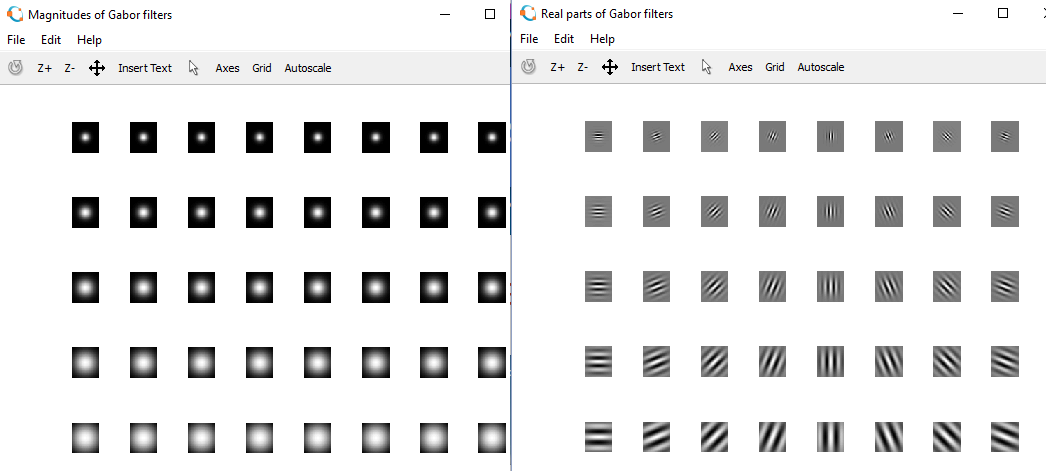 Magnitudes of Gabor filters
File Edit Help
Z+ Z- Insert Text Axes Grid Autoscale
Real parts of Gabor filters
File Edit Help
Z+ Z- Insert Text Axes Grid Autoscale